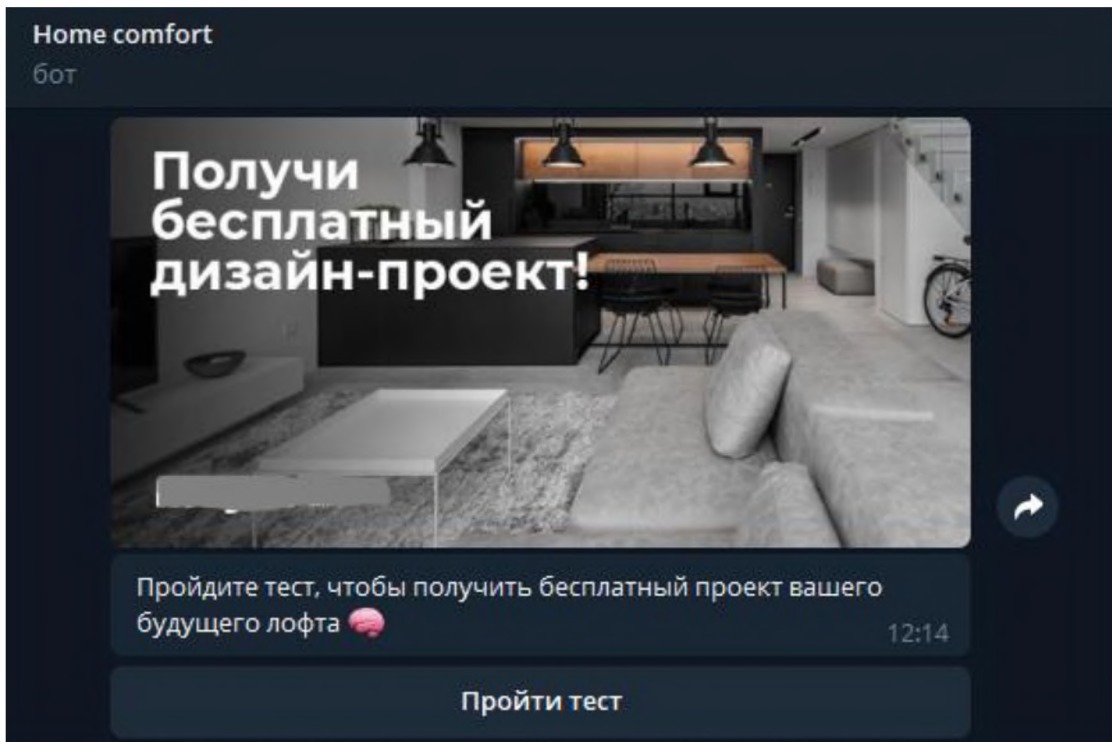 Home comfort
бот
Получи
бесплатный
дизайн-проект!
Пройдите тест, чтобы получить бесплатный проект вашего
будущего лофта 🧠
12:14
Пройти тест